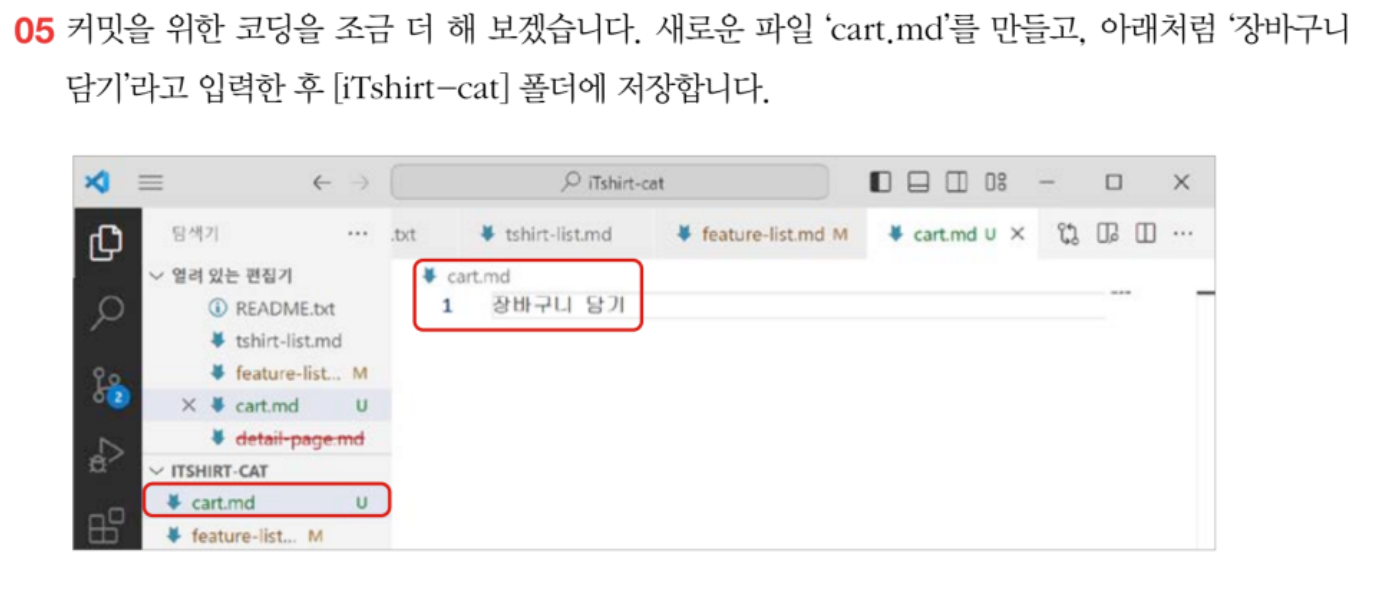 05 커밋을 위한 코딩을 조금 더 해 보겠습니다. 새로운 파일 ‘cart.md’를 만들고, 아래처럼 ‘장바구니
담기’라고 입력한 후 [iTshirt-cat] 폴더에 저장합니다.
iTshirt-cat
탐색기 ... .txt tshirt-list.md feature-list.md M cart.md U
열려 있는 편집기 cart.md
README.txt 1 장바구니 담기
tshirt-list.md
feature-list... M
2
cart.md U
detail-page.md
ITSHIRT-CAT
cart.md U
feature-list... M